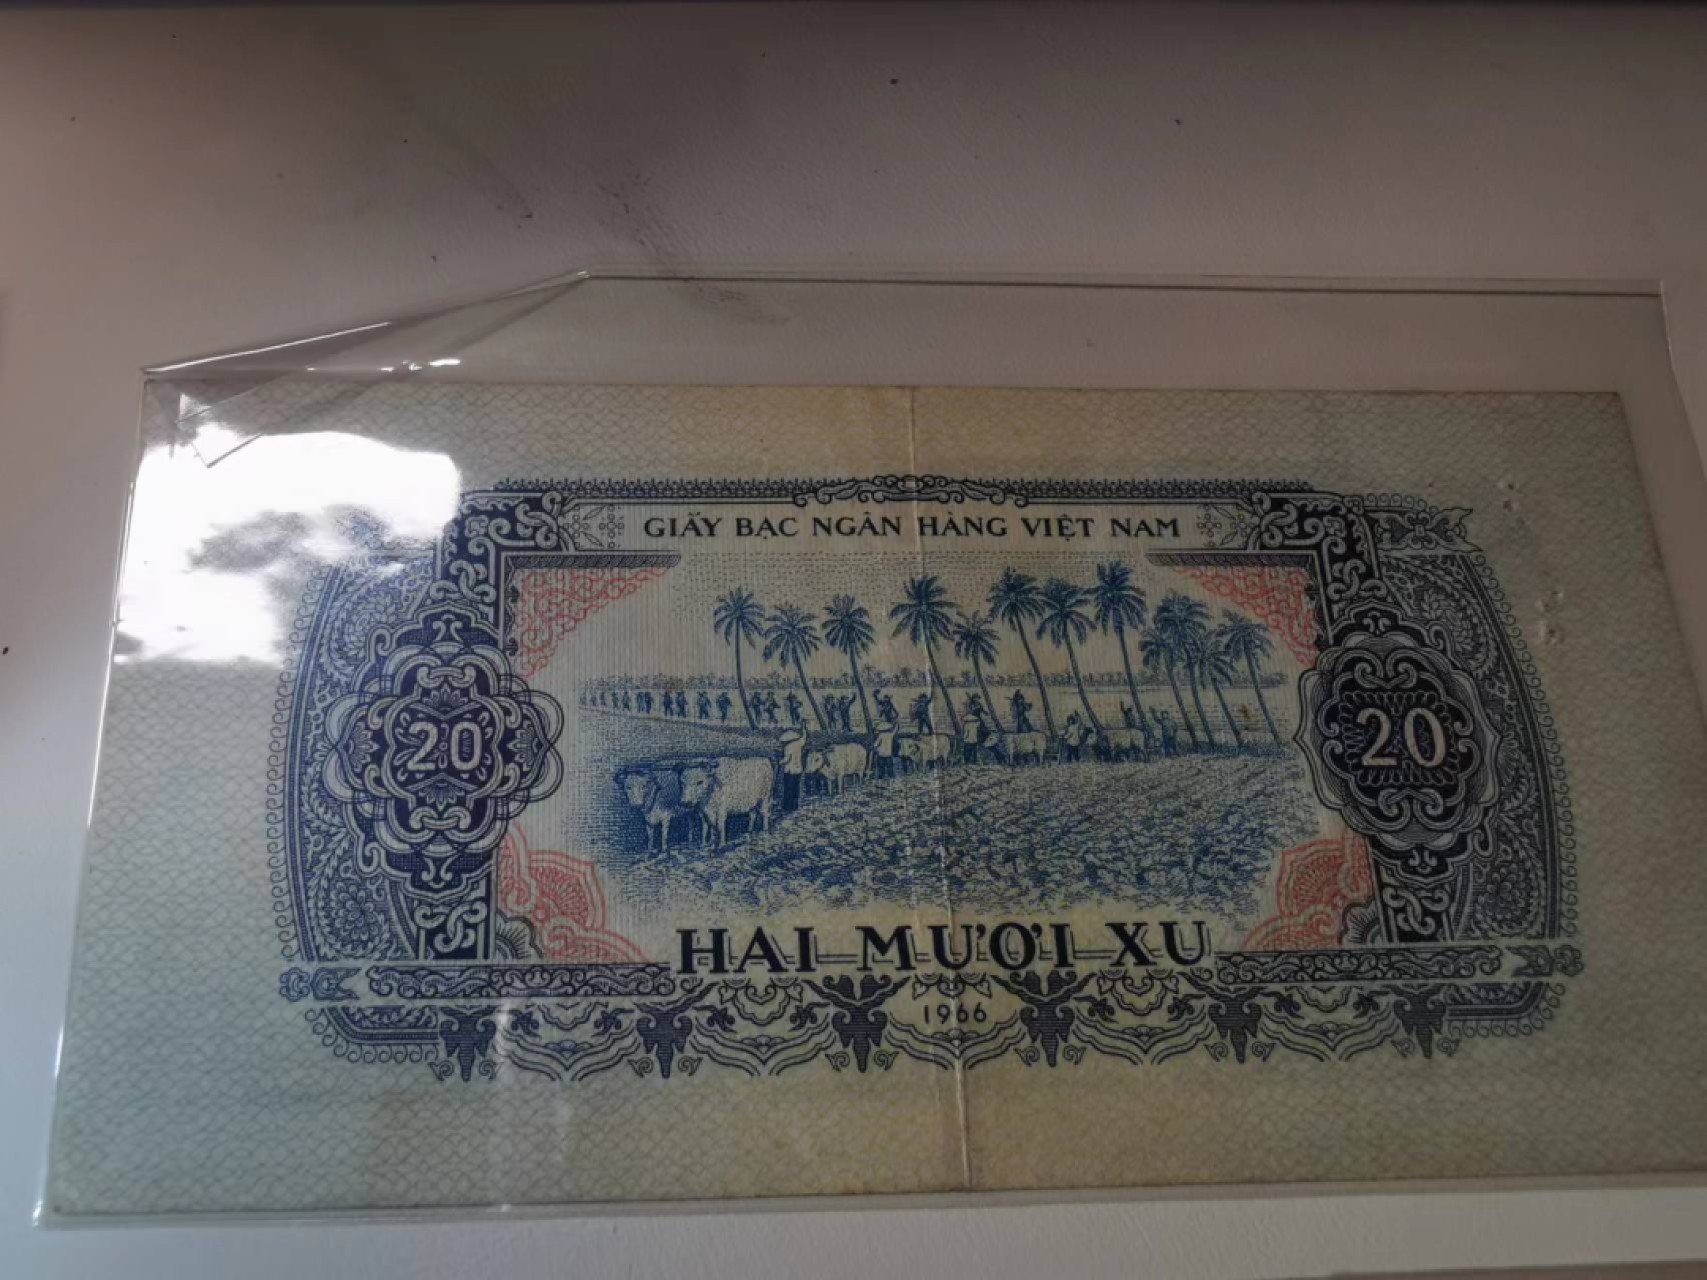 GIẤY BẠC NGÂN HÀNG VIỆT NAM
20
20
HAI MƯƠI XU
1966